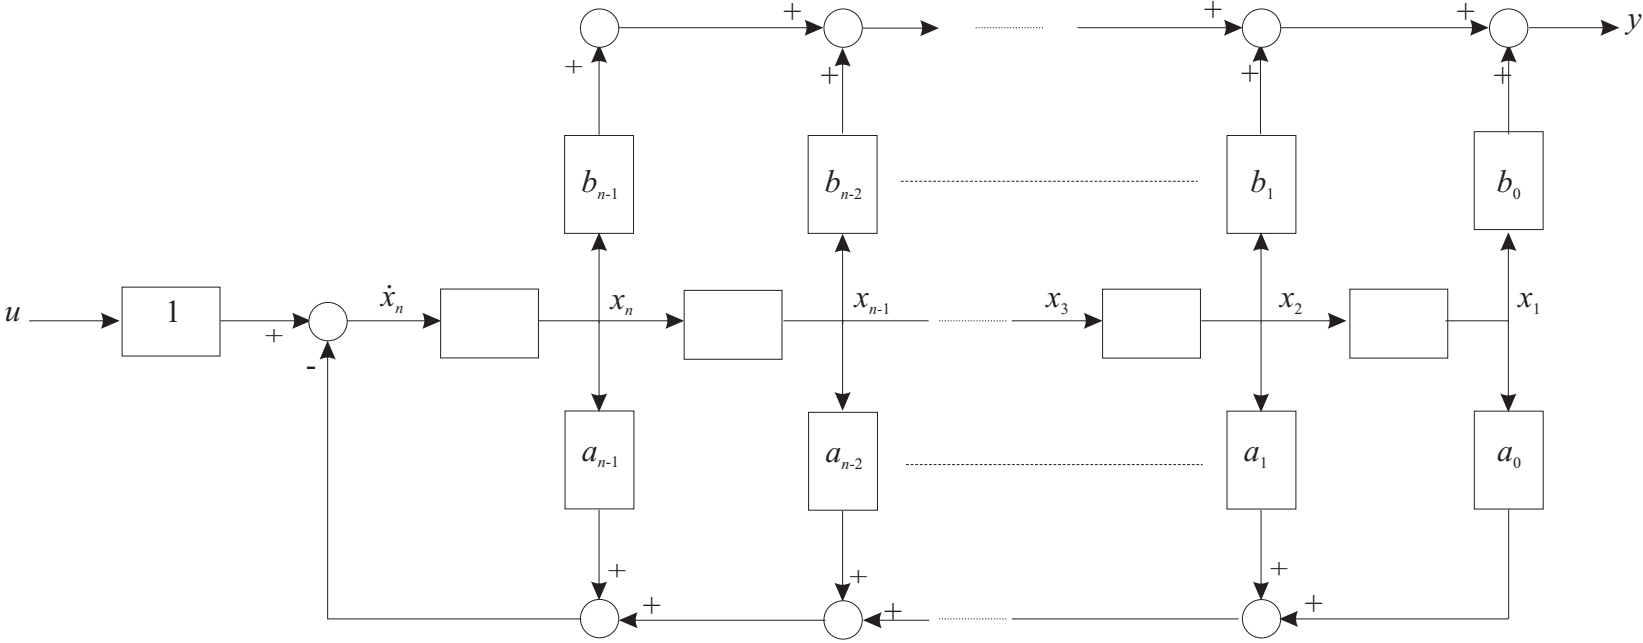 + + + y
+ + + +
b_{n-1} b_{n-2} b_1 b_0
u 1 + ẋ_n x_n x_{n-1} x_3 x_2 x_1
-
a_{n-1} a_{n-2} a_1 a_0
+ + +
+ + +